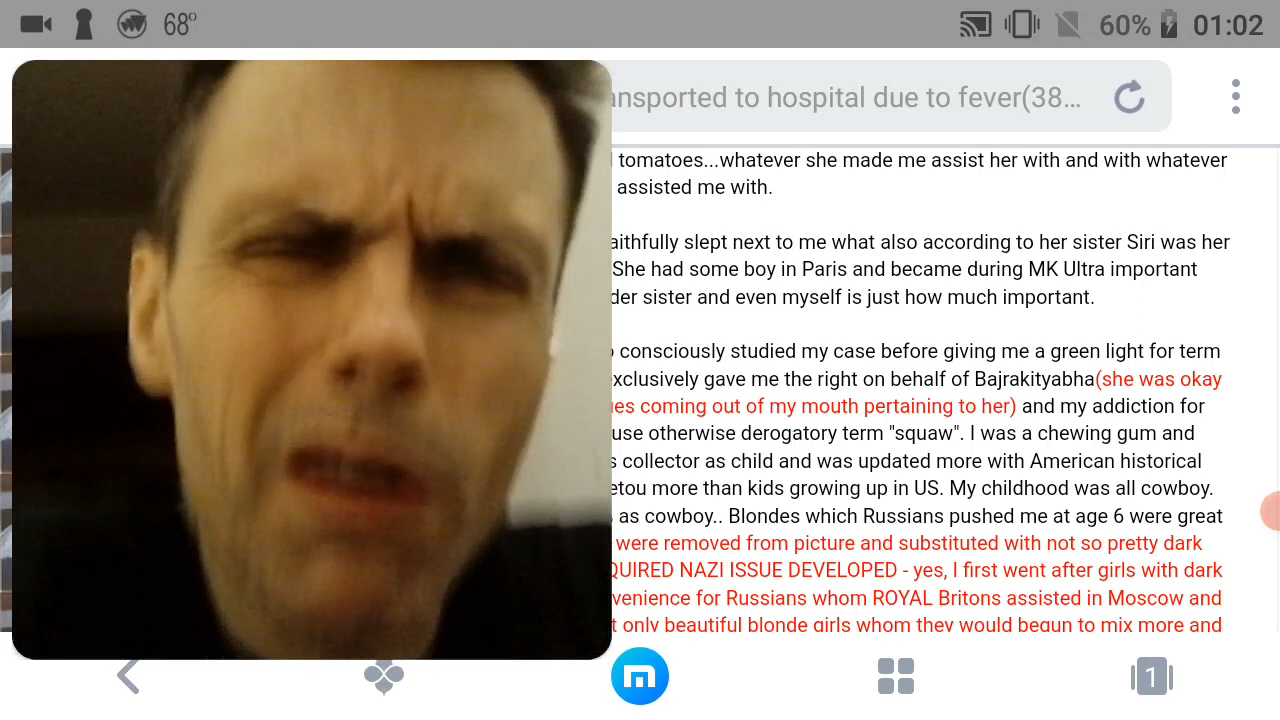 68°
60% 01:02
ansported to hospital due to fever(38...
tomatoes...whatever she made me assist her with and with whatever
assisted me with.
aithfully slept next to me what also according to her sister Siri was her
She had some boy in Paris and became during MK Ultra important
der sister and even myself is just how much important.
consciously studied my case before giving me a green light for term
xclusively gave me the right on behalf of Bajrakityabha(she was okay
es coming out of my mouth pertaining to her) and my addiction for
use otherwise derogatory term "squaw". I was a chewing gum and
s collector as child and was updated more with American historical
etou more than kids growing up in US. My childhood was all cowboy.
as cowboy.. Blondes which Russians pushed me at age 6 were great
were removed from picture and substituted with not so pretty dark
QUIRED NAZI ISSUE DEVELOPED - yes, I first went after girls with dark
venience for Russians whom ROYAL Britons assisted in Moscow and
t only beautiful blonde girls whom they would begun to mix more and
1